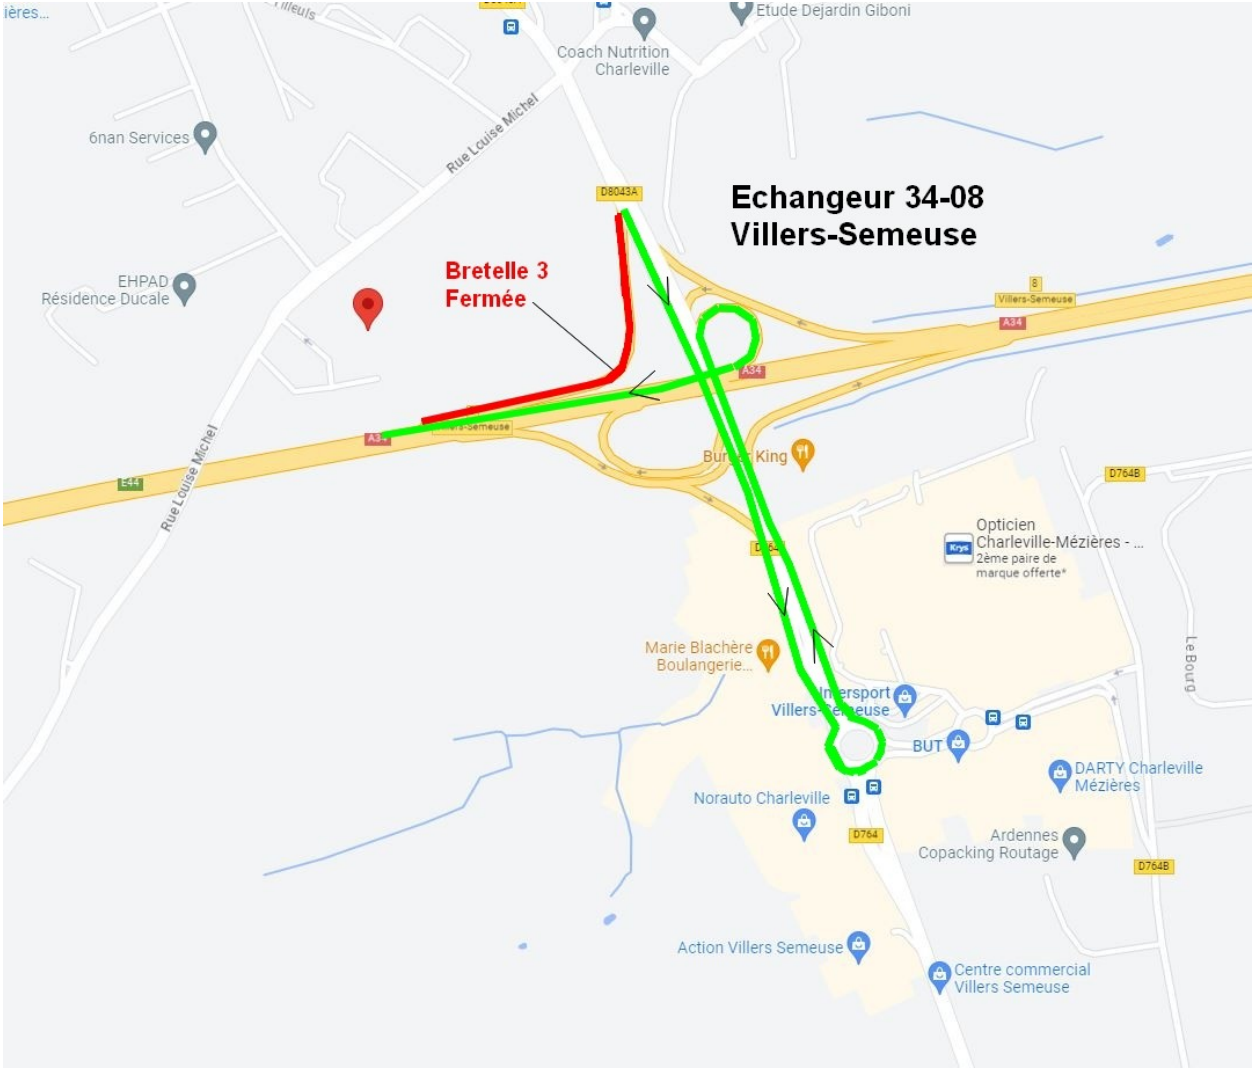 ières...
Tilleuls
Etude Dejardin Giboni
Coach Nutrition
Charleville
Rue Louise Michel
6nan Services
D8043A
Echangeur 34-08
Villers-Semeuse
Bretelle 3
Fermée
EHPAD
Résidence Ducale
8
Villers-Semeuse
A34
A34
A34
Villers-Semeuse
Rue Louise Michel
E44
Burger King
D764B
Opticien
Charleville-Mézières - ...
2ème paire de
marque offerte*
Krys
D764
Marie Blachère
Boulangerie...
Le Bourg
Intersport
Villers-Semeuse
BUT
DARTY Charleville
Mézières
Norauto Charleville
D764
Ardennes
Copacking Routage
D764B
Action Villers Semeuse
Centre commercial
Villers Semeuse